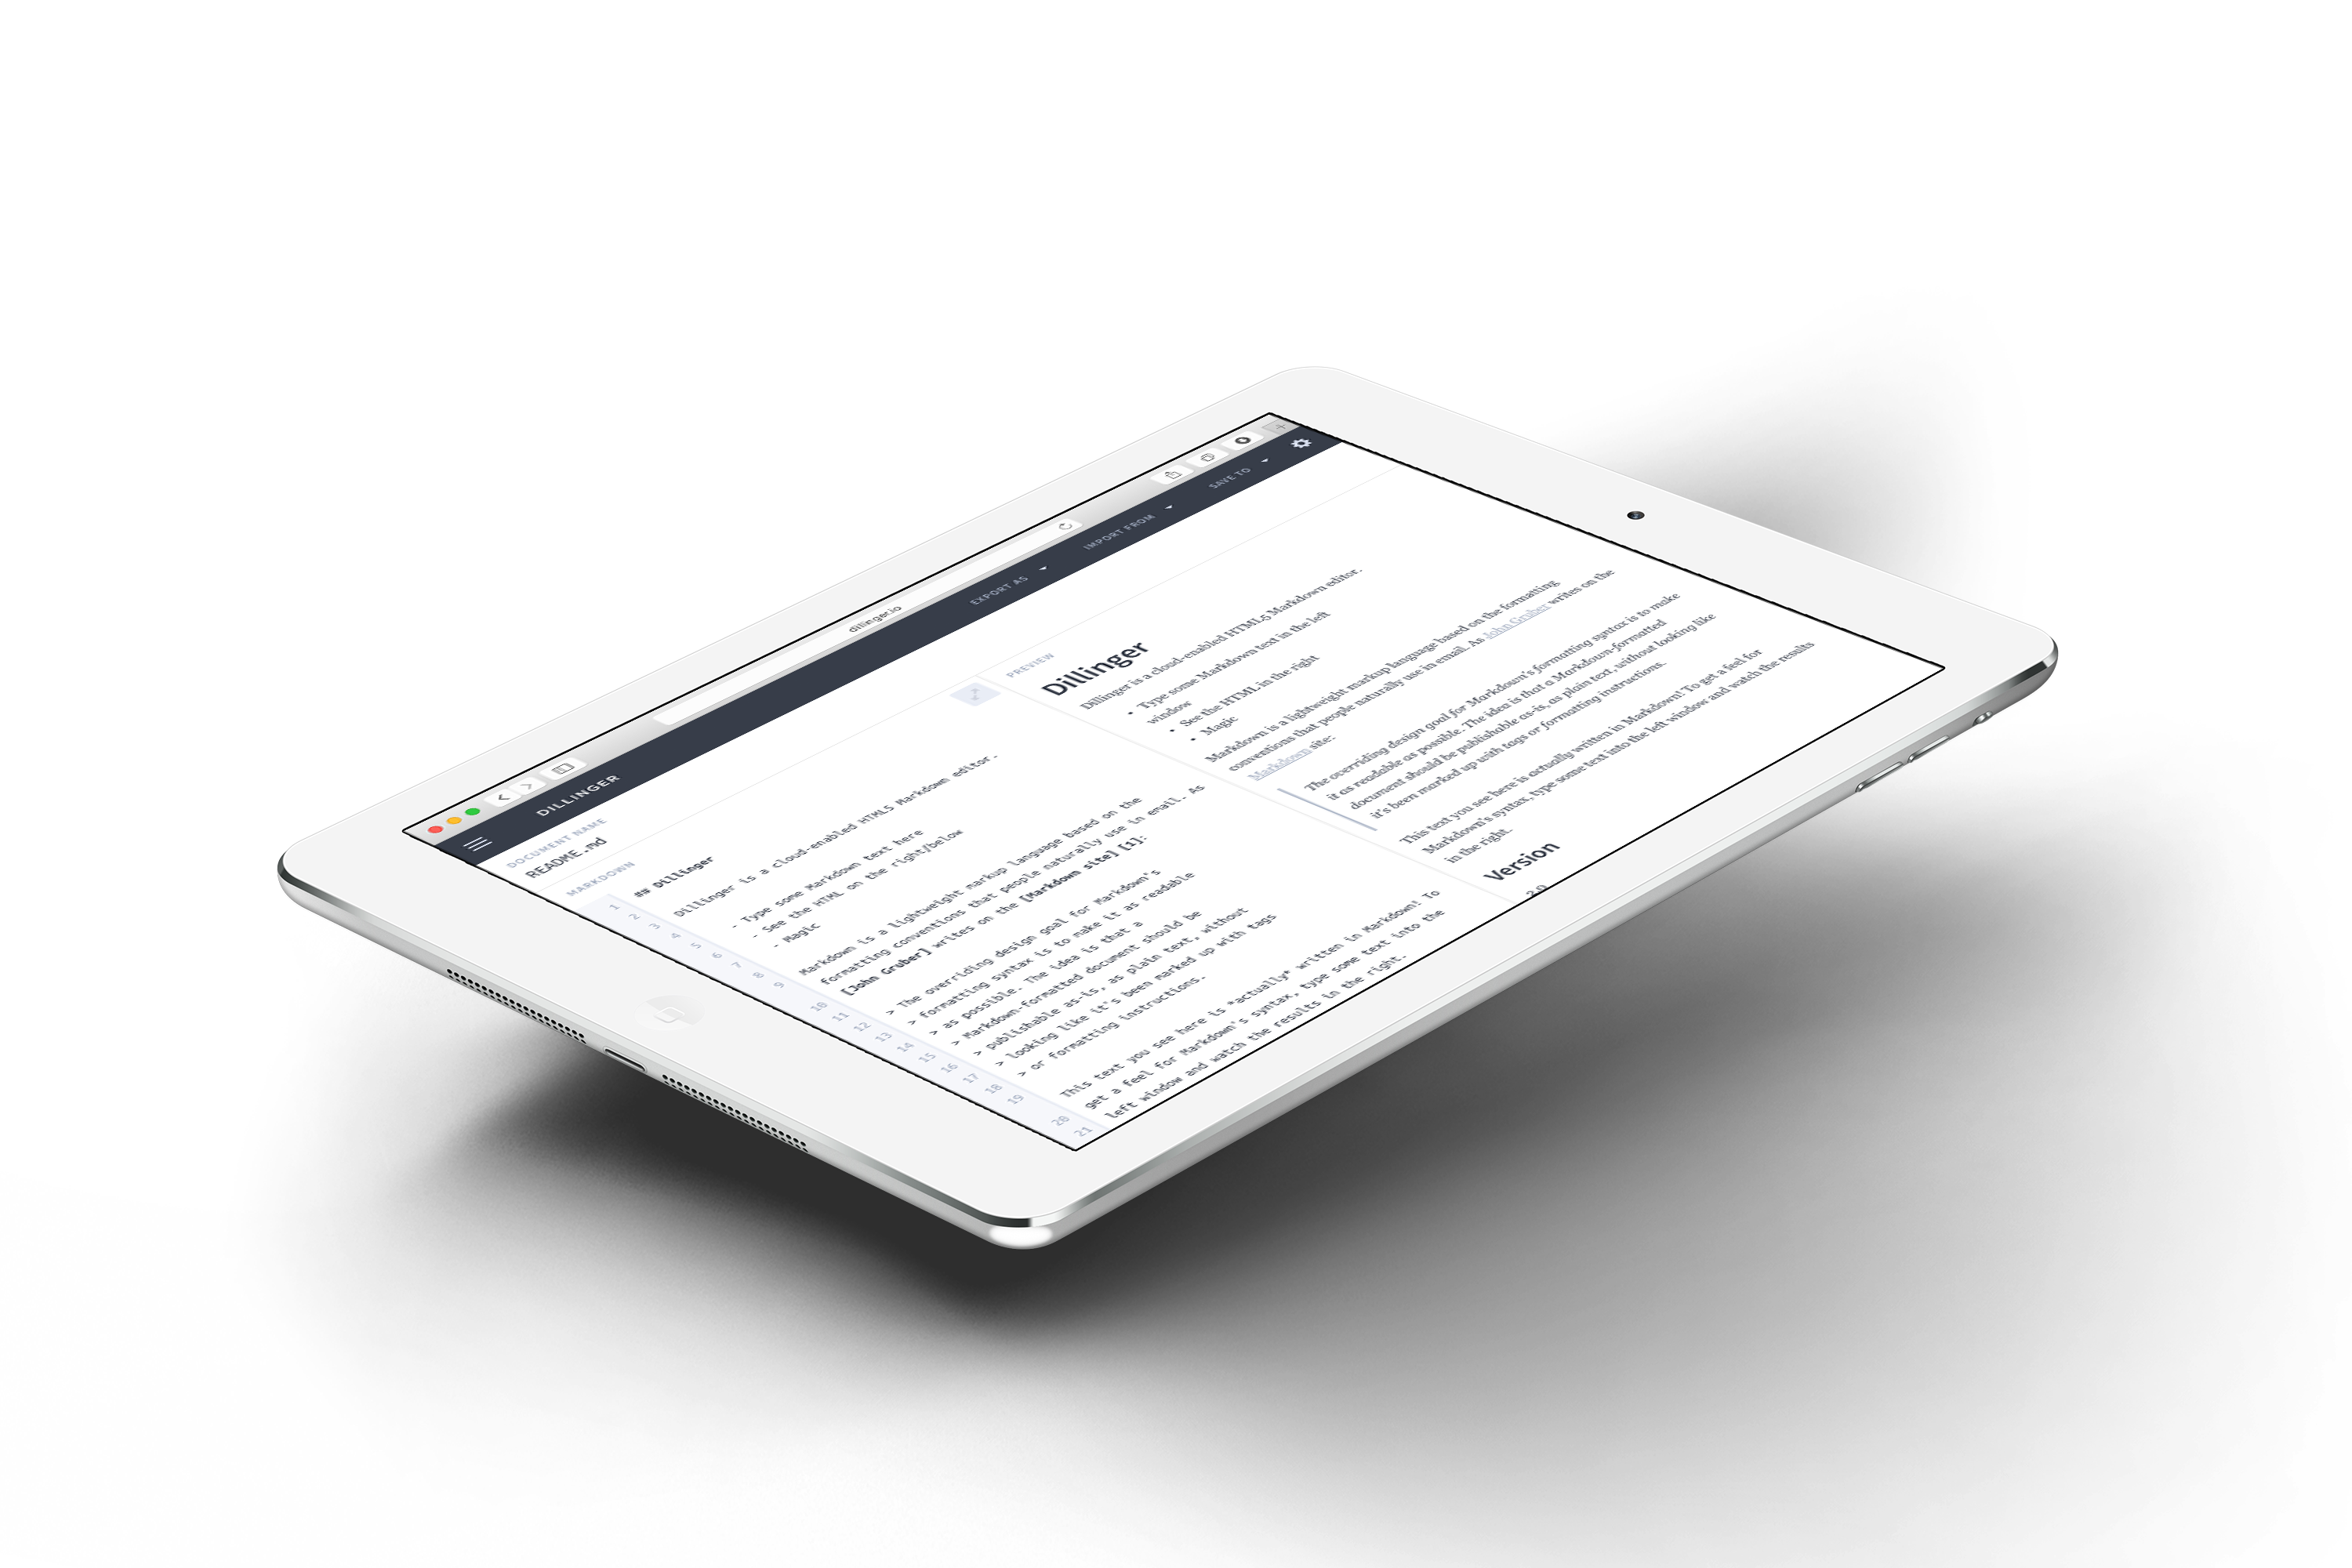 dillinger.io
DILLINGER
EXPORT AS
IMPORT FROM
SAVE TO
DOCUMENT NAME
README.md
MARKDOWN
1
2
3
4
5
6
7
8
9
10
11
12
13
14
15
16
17
18
19
20
21
## Dillinger
Dillinger is a cloud-enabled HTML5 Markdown editor.
- Type some Markdown text here
- See the HTML on the right/below
- Magic
Markdown is a lightweight markup language based on the
formatting conventions that people naturally use in email. As
[John Gruber] writes on the [Markdown site] [1]:
> The overriding design goal for Markdown's
> formatting syntax is to make it as readable
> as possible. The idea is that a
> Markdown-formatted document should be
> publishable as-is, as plain text, without
> looking like it's been marked up with tags
> or formatting instructions.
This text you see here is *actually* written in Markdown! To
get a feel for Markdown's syntax, type some text into the
left window and watch the results in the right.
PREVIEW
Dillinger
Dillinger is a cloud-enabled HTML5 Markdown editor.
• Type some Markdown text in the left
window
• See the HTML in the right
• Magic
Markdown is a lightweight markup language based on the formatting
conventions that people naturally use in email. As John Gruber writes on the
Markdown site:
The overriding design goal for Markdown's formatting syntax is to make
it as readable as possible. The idea is that a Markdown-formatted
document should be publishable as-is, as plain text, without looking like
it's been marked up with tags or formatting instructions.
This text you see here is actually written in Markdown! To get a feel for
Markdown's syntax, type some text into the left window and watch the results
in the right.
Version
2.0